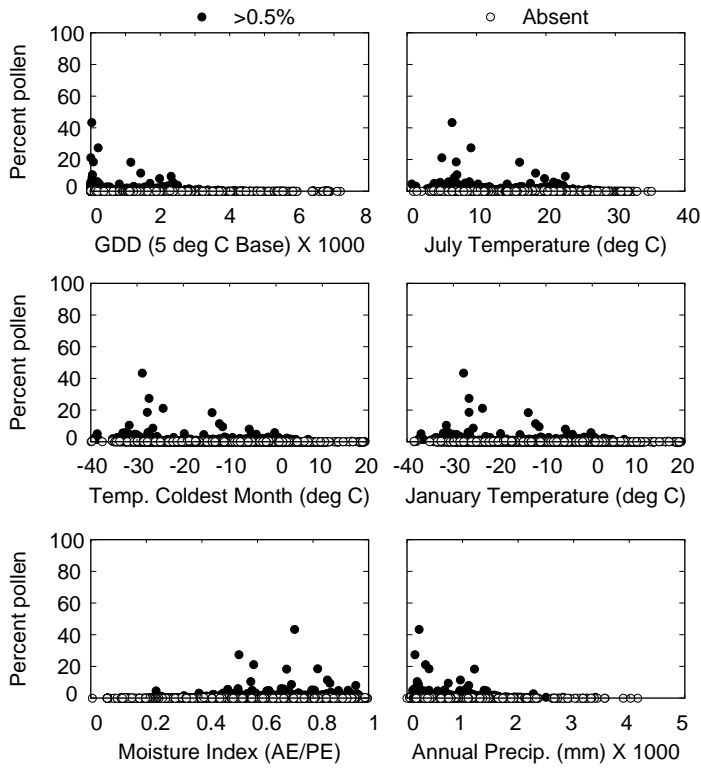 >0.5% Absent
100
80
60
40
20
0
Percent pollen
0 2 4 6 8
GDD (5 deg C Base) X 1000
0 10 20 30 40
July Temperature (deg C)
100
80
60
40
20
0
Percent pollen
-40 -30 -20 -10 0 10 20
Temp. Coldest Month (deg C)
-40 -30 -20 -10 0 10 20
January Temperature (deg C)
100
80
60
40
20
0
Percent pollen
0 0.2 0.4 0.6 0.8 1
Moisture Index (AE/PE)
0 1 2 3 4 5
Annual Precip. (mm) X 1000